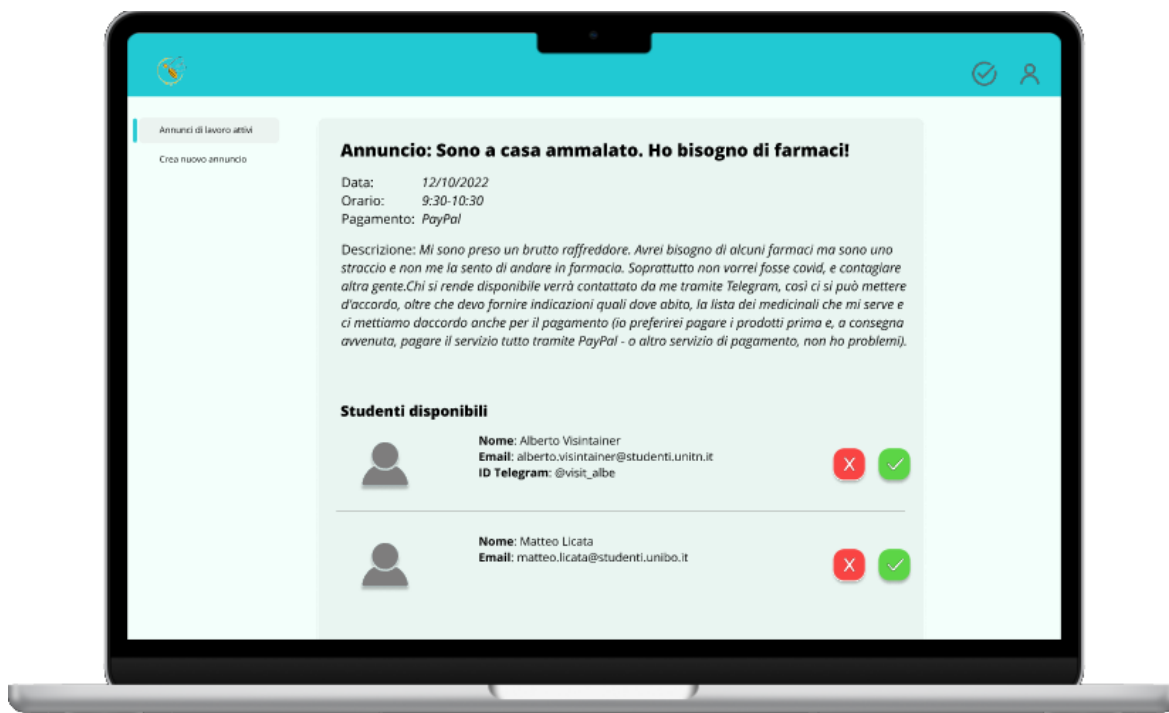 Annunci di lavoro attivi
Crea nuovo annuncio
Annuncio: Sono a casa ammalato. Ho bisogno di farmaci!
Data: 12/10/2022
Orario: 9:30-10:30
Pagamento: PayPal
Descrizione: Mi sono preso un brutto raffreddore. Avrei bisogno di alcuni farmaci ma sono uno
straccio e non me la sento di andare in farmacia. Soprattutto non vorrei fosse covid, e contagiare
altra gente.Chi si rende disponibile verrà contattato da me tramite Telegram, così ci si può mettere
d'accordo, oltre che devo fornire indicazioni quali dove abito, la lista dei medicinali che mi serve e
ci mettiamo daccordo anche per il pagamento (io preferirei pagare i prodotti prima e, a consegna
avvenuta, pagare il servizio tutto tramite PayPal - o altro servizio di pagamento, non ho problemi).
Studenti disponibili
Nome: Alberto Visintainer
Email: alberto.visintainer@studenti.unitn.it
ID Telegram: @visit_albe
X
Nome: Matteo Licata
Email: matteo.licata@studenti.unibo.it
X